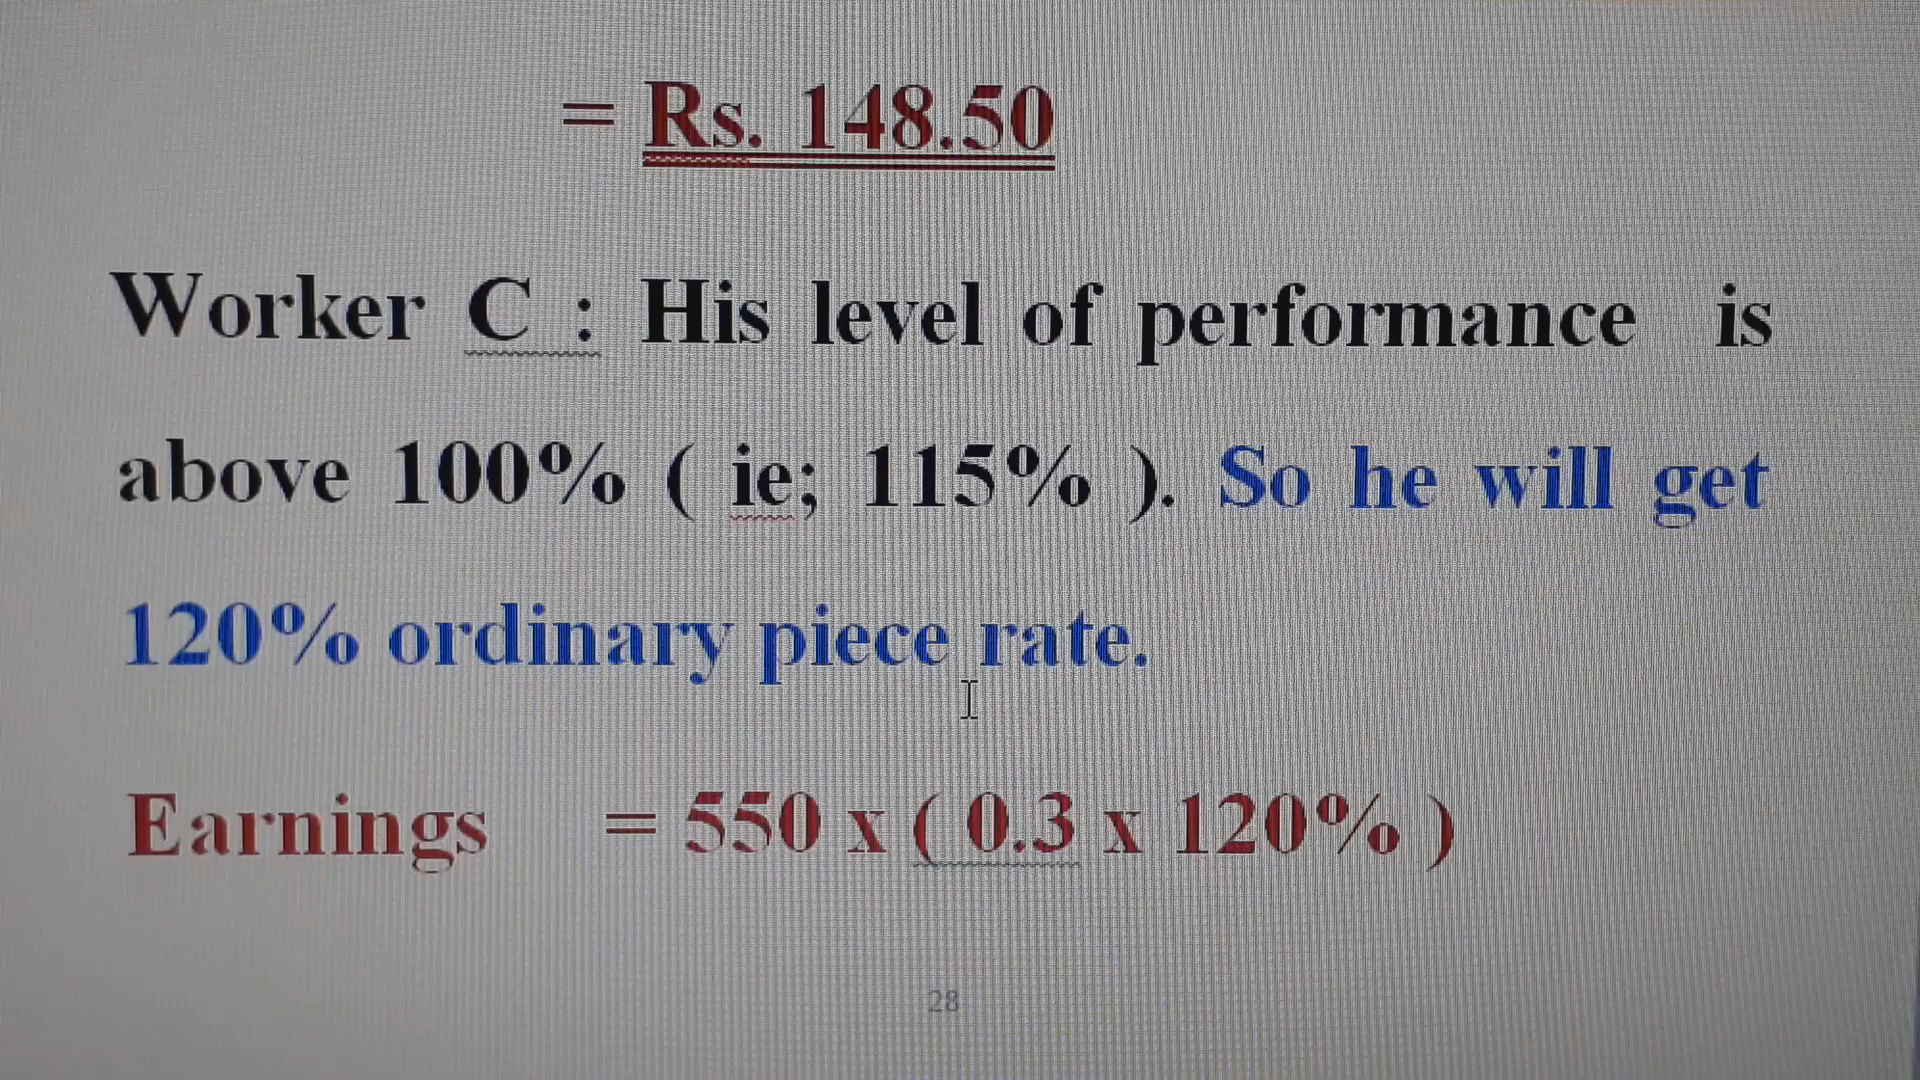 = Rs. 148.50
Worker C : His level of performance is
above 100% ( ie; 115% ). So he will get
120% ordinary piece rate.
Earnings = 550 x ( 0.3 x 120% )
28